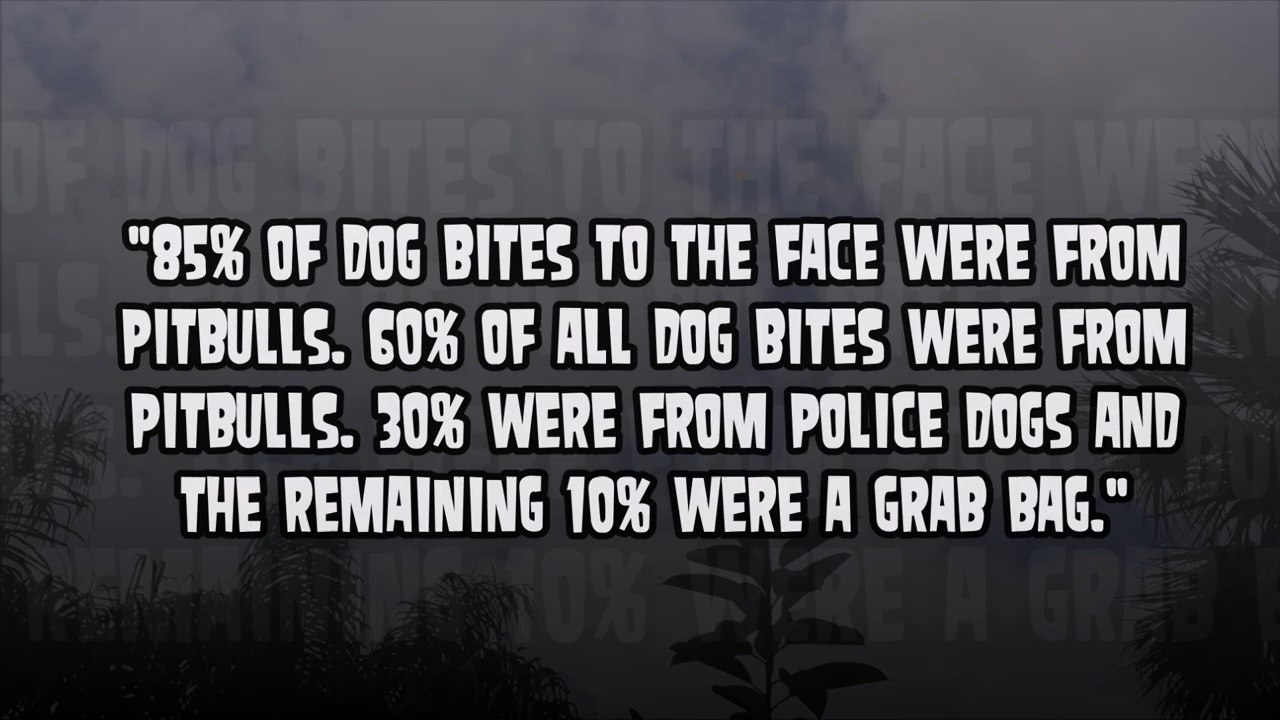 "85% OF DOG BITES TO THE FACE WERE FROM
PITBULLS. 60% OF ALL DOG BITES WERE FROM
PITBULLS. 30% WERE FROM POLICE DOGS AND
THE REMAINING 10% WERE A GRAB BAG."